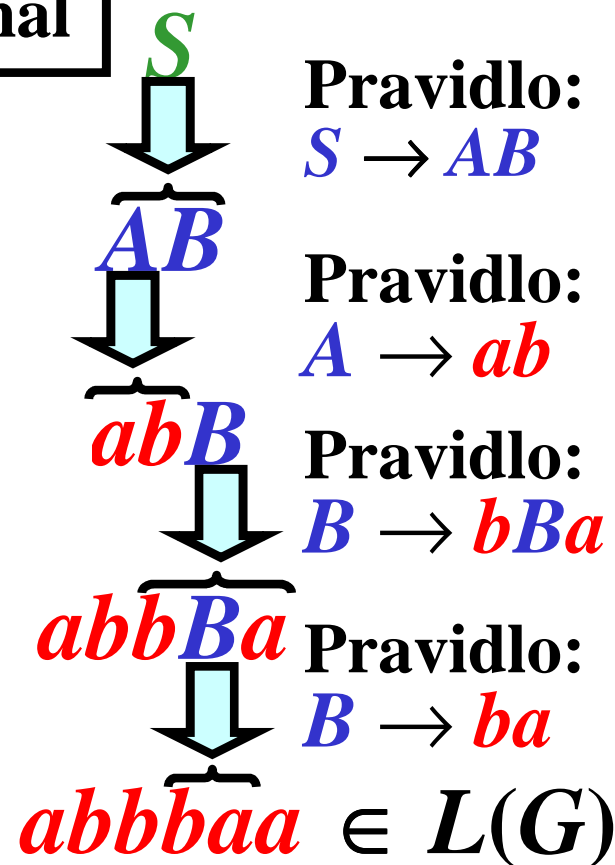 nal
S
Pravidlo:
S → AB
AB
Pravidlo:
A → ab
abB
Pravidlo:
B → bBa
abbBa
Pravidlo:
B → ba
abbbaa ∈ L(G)